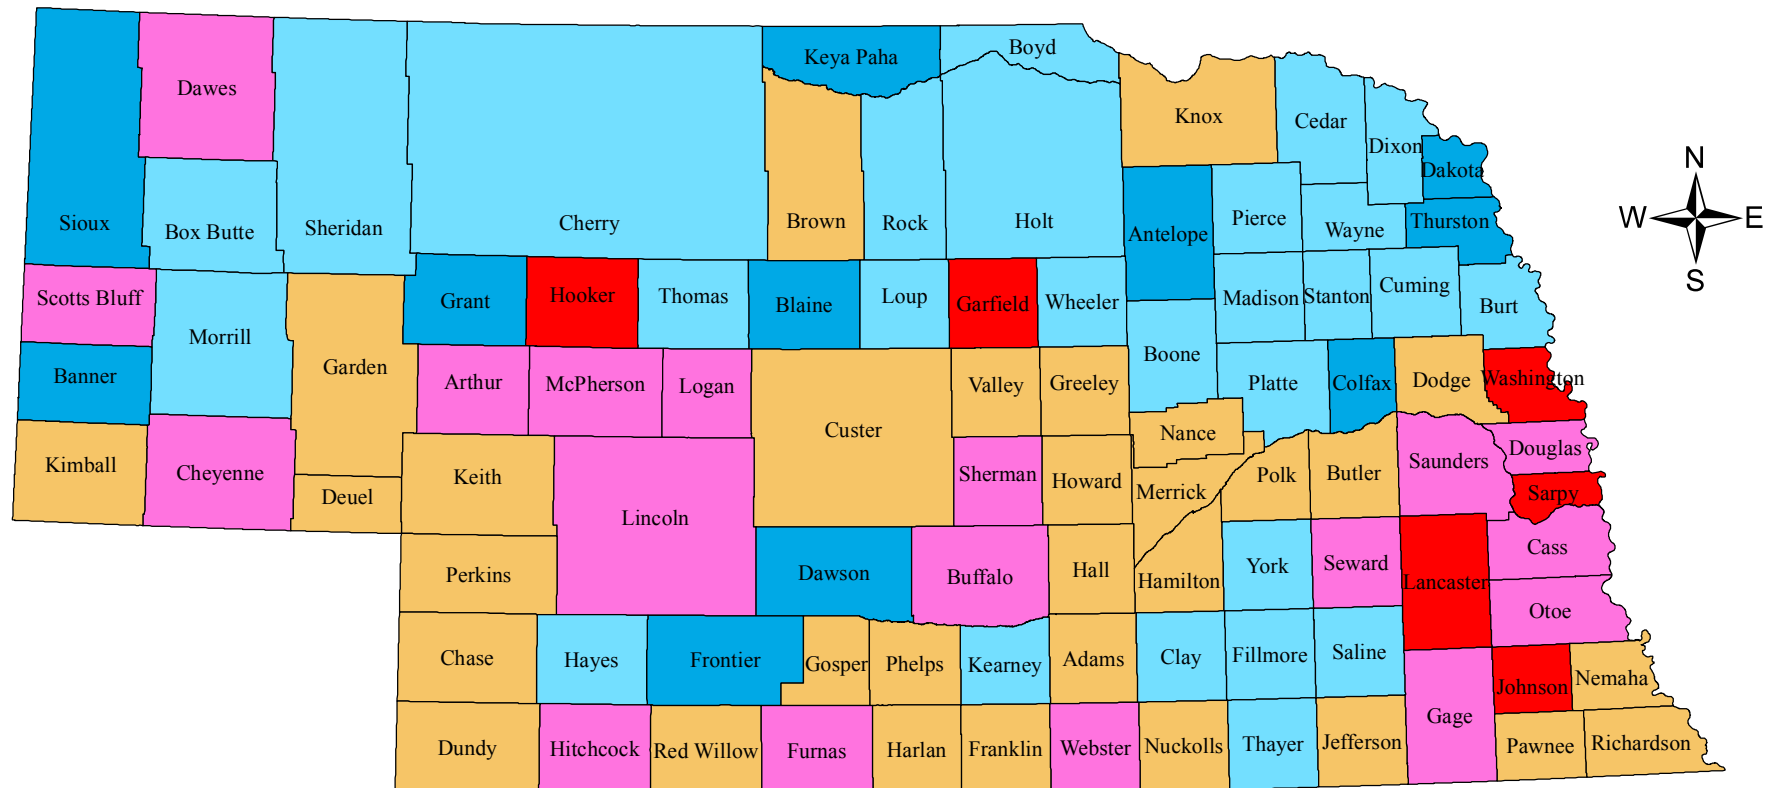 Keya Paha
Boyd
Dawes
Knox
Cedar
Dixon
Dakota
Sioux
Box Butte
Sheridan
Cherry
Brown
Rock
Holt
Antelope
Pierce
Wayne
Thurston
Scotts Bluff
Morrill
Grant
Hooker
Thomas
Blaine
Loup
Garfield
Wheeler
Madison
Stanton
Cuming
Burt
Banner
Garden
Arthur
McPherson
Logan
Custer
Valley
Greeley
Boone
Platte
Colfax
Dodge
Washington
Kimball
Cheyenne
Deuel
Keith
Lincoln
Sherman
Howard
Nance
Merrick
Polk
Butler
Saunders
Douglas
Sarpy
Perkins
Dawson
Buffalo
Hall
Hamilton
York
Seward
Lancaster
Cass
Otoe
Chase
Hayes
Frontier
Gosper
Phelps
Kearney
Adams
Clay
Fillmore
Saline
Johnson
Nemaha
Dundy
Hitchcock
Red Willow
Furnas
Harlan
Franklin
Webster
Nuckolls
Thayer
Jefferson
Gage
Pawnee
Richardson
N
W
E
S